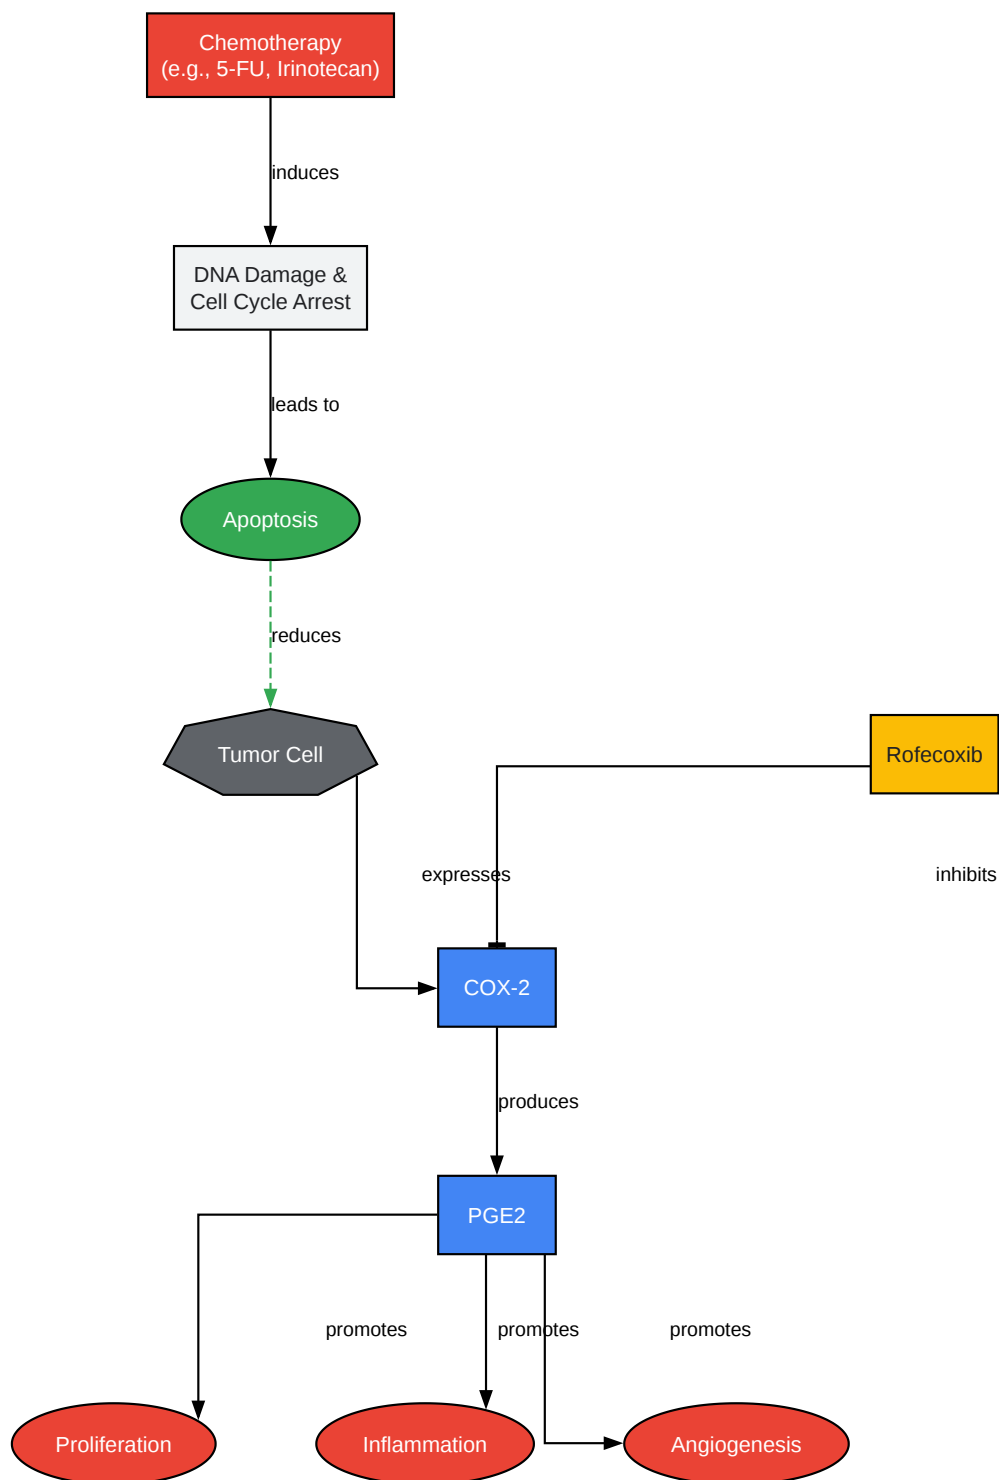 Chemotherapy
(e.g., 5-FU, Irinotecan)
induces
DNA Damage &
Cell Cycle Arrest
leads to
Apoptosis
reduces
Tumor Cell
Rofecoxib
expresses
inhibits
COX-2
produces
PGE2
promotes
promotes
promotes
Proliferation
Inflammation
Angiogenesis